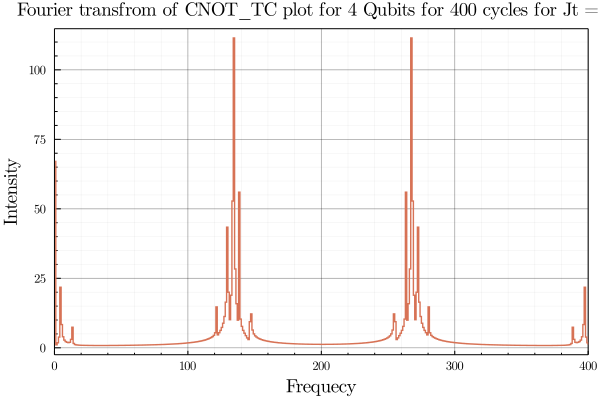 Fourier transfrom of CNOT_TC plot for 4 Qubits for 400 cycles for Jt =
Intensity
100
75
50
25
0
0 100 200 300 400
Frequecy